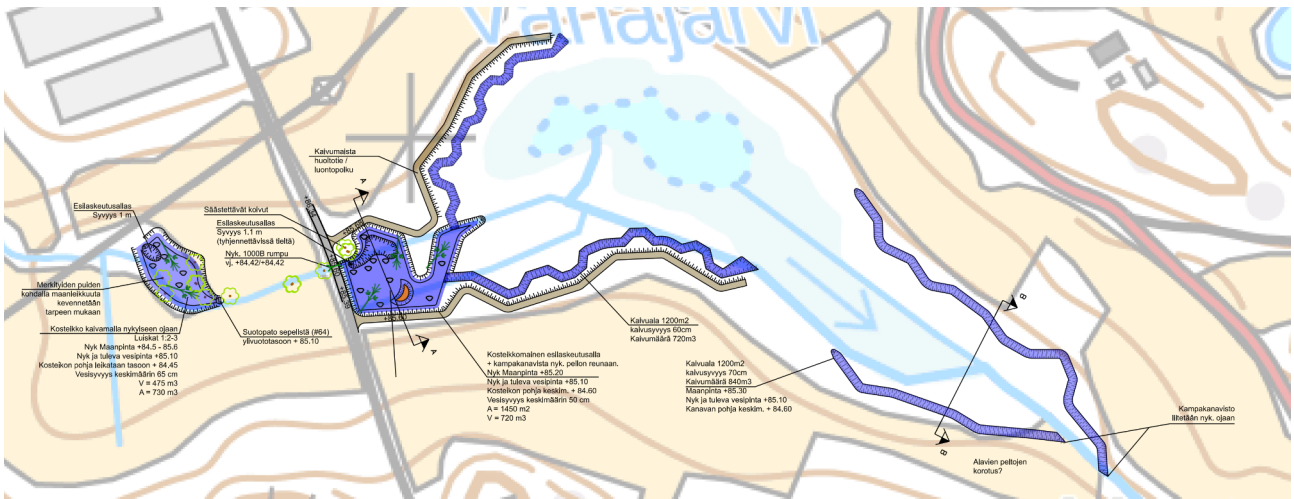 Vanajärvi
Kaivumaista
huoltotie /
luontopolku
A
Esilaskeutusallas
Syvyys 1 m
Säästettävät koivut
Esilaskeutusallas
Syvyys 1.1 m
(tyhjennettävissä tieltä)
Nyk. 1000B rumpu
vj. +84.42/+84.42
Merkityiden puiden
kohdalla maanleikkuuta
kevennetään
tarpeen mukaan
Kosteikko kaivamalla nykyiseen ojaan
Luiskat 1:2-3
Nyk Maanpinta +84.5 - 85.6
Nyk ja tuleva vesipinta +85.10
Kosteikon pohja leikataan tasoon + 84.45
Vesisyvyys keskimäärin 65 cm
V = 475 m3
A = 730 m3
Suotopato sepelistä (#64)
ylivuototasoon + 85.10
A
Kosteikkomainen esilaskeutusalla
+ kampakanavista nyk. pellon reunaan.
Nyk Maanpinta +85.20
Nyk ja tuleva vesipinta +85.10
Kosteikon pohja keskim. + 84.60
Vesisyvyys keskimäärin 50 cm
A = 1450 m2
V = 720 m3
Kaivuala 1200m2
kalvusyvyys 60cm
Kaivumäärä 720m3
Kaivuala 1200m2
kalvusyvyys 70cm
Kaivumäärä 840m3
Maanpinta +85.30
Nyk ja tuleva vesipinta +85.10
Kanavan pohja keskim. + 84.60
B
B
Alavien peltojen
korotus?
Kampakanavisto
liitetään nyk. ojaan